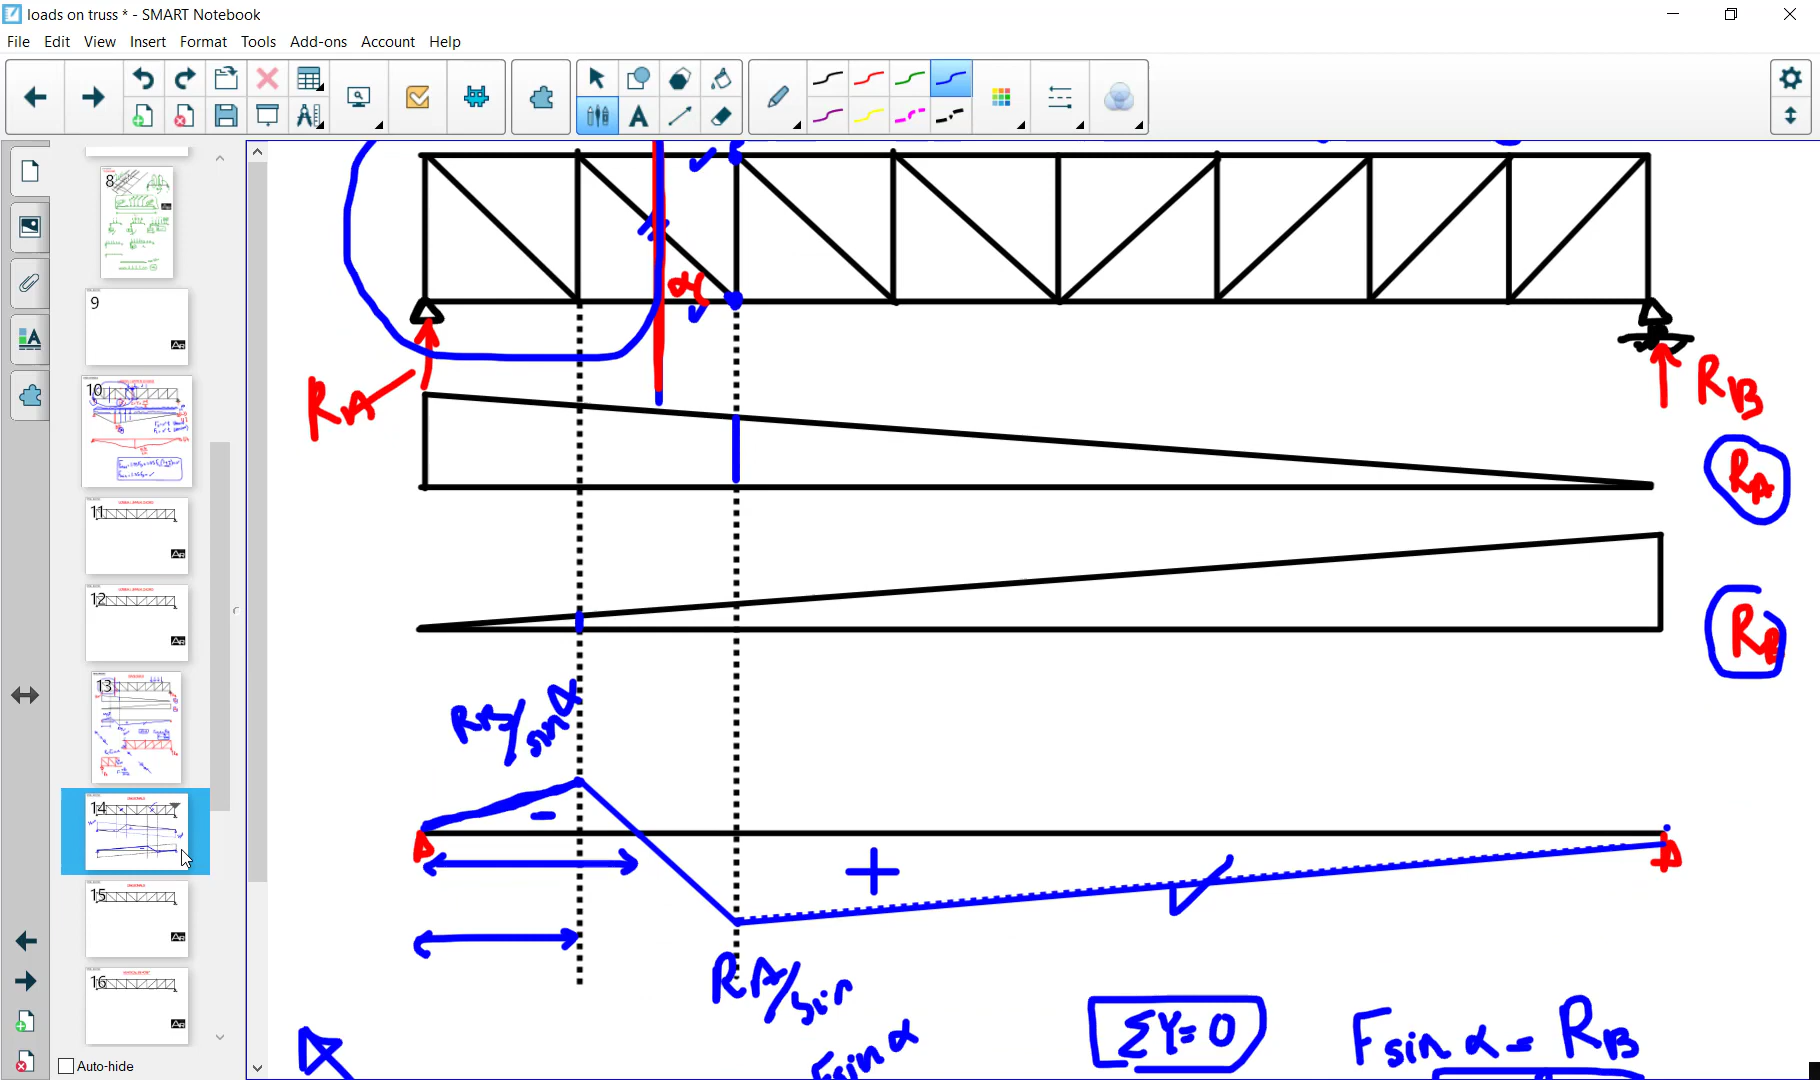 loads on truss * - SMART Notebook
File Edit View Insert Format Tools Add-ons Account Help
8
9
10
11
12
13
14
15
16
Auto-hide
α
RA
RB
RA
RB
sinα
-
+
RA/sin
F sin α
ΣY=0
F sin α = RB